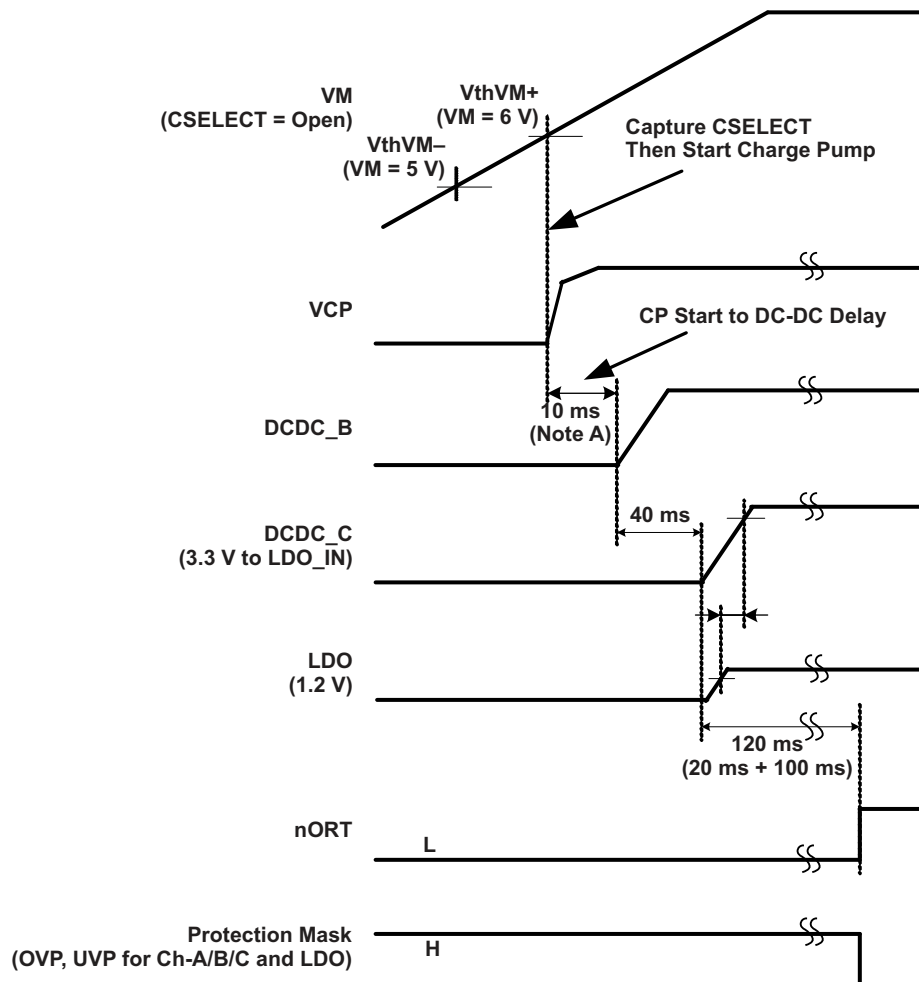 VM
(CSELECT = Open)
VthVM+
(VM = 6 V)
VthVM–
(VM = 5 V)
Capture CSELECT
Then Start Charge Pump
VCP
CP Start to DC-DC Delay
10 ms
(Note A)
DCDC_B
40 ms
DCDC_C
(3.3 V to LDO_IN)
LDO
(1.2 V)
120 ms
(20 ms + 100 ms)
nORT
L
Protection Mask
(OVP, UVP for Ch-A/B/C and LDO)
H